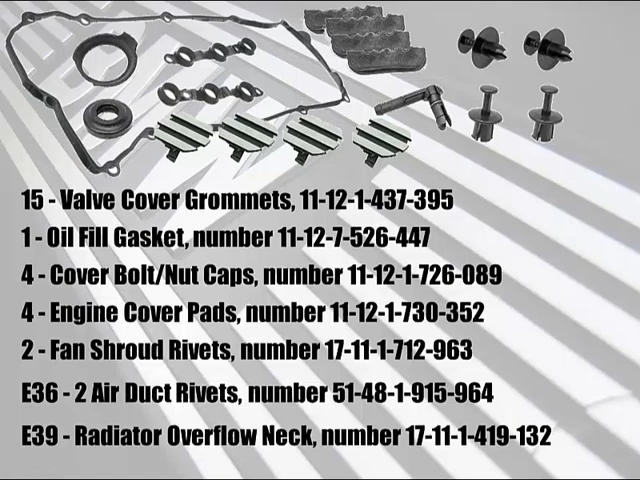 15 - Valve Cover Grommets, 11-12-1-437-395
1 - Oil Fill Gasket, number 11-12-7-526-447
4 - Cover Bolt/Nut Caps, number 11-12-1-726-089
4 - Engine Cover Pads, number 11-12-1-730-352
2 - Fan Shroud Rivets, number 17-11-1-712-963
E36 - 2 Air Duct Rivets, number 51-48-1-915-964
E39 - Radiator Overflow Neck, number 17-11-1-419-132